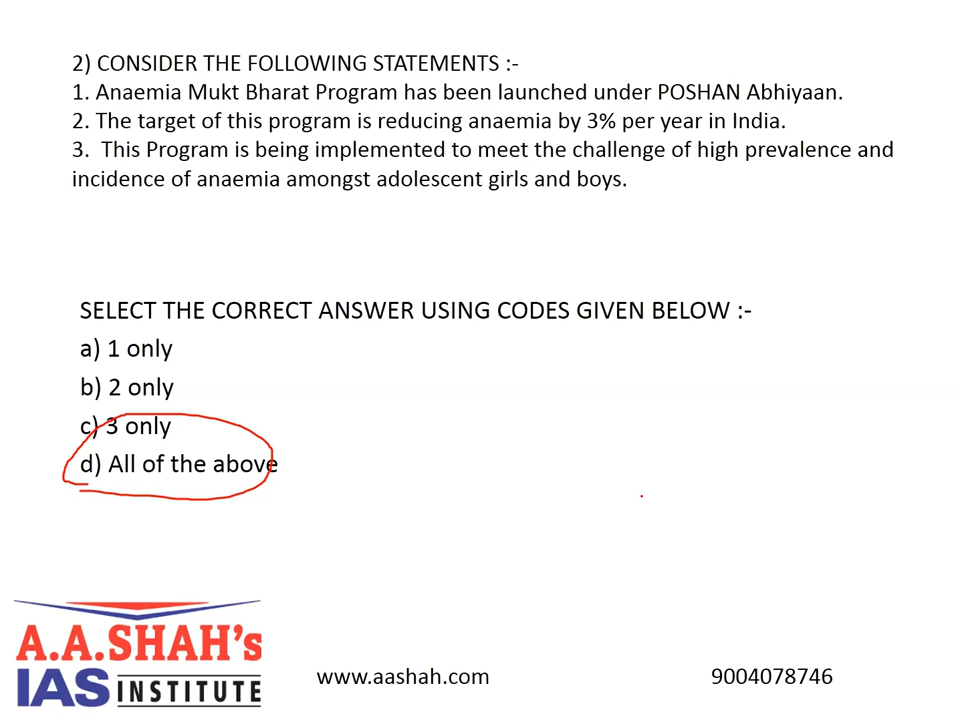 2) CONSIDER THE FOLLOWING STATEMENTS :-
1. Anaemia Mukt Bharat Program has been launched under POSHAN Abhiyaan.
2. The target of this program is reducing anaemia by 3% per year in India.
3.  This Program is being implemented to meet the challenge of high prevalence and
incidence of anaemia amongst adolescent girls and boys.
SELECT THE CORRECT ANSWER USING CODES GIVEN BELOW :-
a) 1 only
b) 2 only
c) 3 only
d) All of the above
A.A.SHAH's
IAS INSTITUTE
www.aashah.com
9004078746